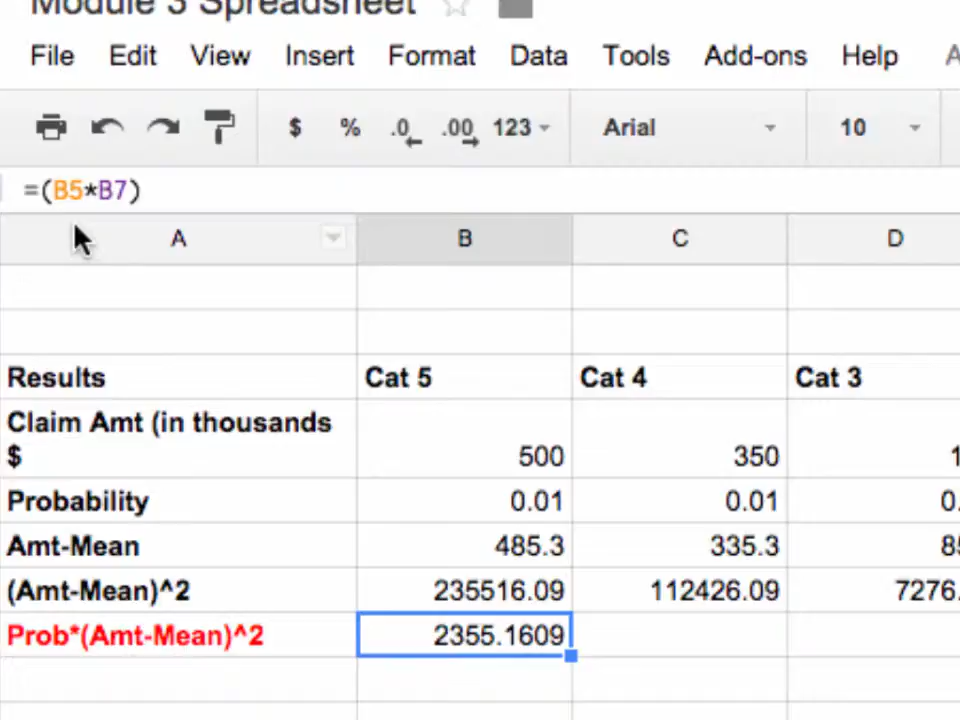 Module 3 Spreadsheet
File Edit View Insert Format Data Tools Add-ons Help
$ % .0 .00 123 Arial 10
=(B5*B7)
A B C D
Results Cat 5 Cat 4 Cat 3
Claim Amt (in thousands
$ 500 350 1
Probability 0.01 0.01 0.
Amt-Mean 485.3 335.3 85
(Amt-Mean)^2 235516.09 112426.09 7276.
Prob*(Amt-Mean)^2 2355.1609